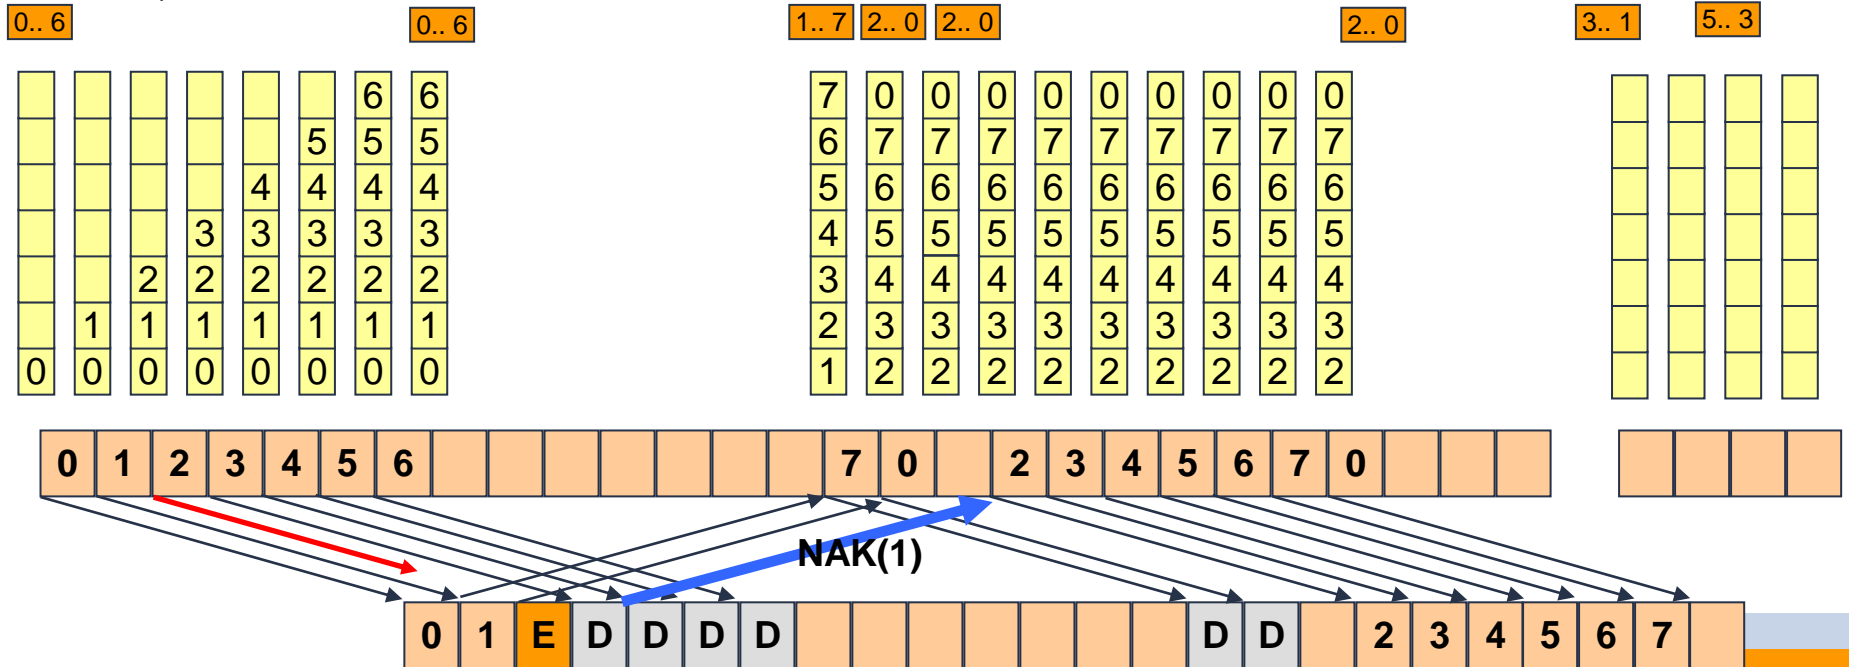 0.. 6 0.. 6 1.. 7 2.. 0 2.. 0 2.. 0 3.. 1 5.. 3
6 6 7 0 0 0 0 0 0 0 0 0
5 5 5 6 7 7 7 7 7 7 7 7 7
4 4 4 4 5 6 6 6 6 6 6 6 6 6
3 3 3 3 3 4 5 5 5 5 5 5 5 5 5
2 2 2 2 2 2 3 4 4 4 4 4 4 4 4 4
1 1 1 1 1 1 1 2 3 3 3 3 3 3 3 3 3
0 0 0 0 0 0 0 0 1 2 2 2 2 2 2 2 2 2
0 1 2 3 4 5 6 7 0 2 3 4 5 6 7 0
NAK(1)
0 1 E D D D D D D 2 3 4 5 6 7